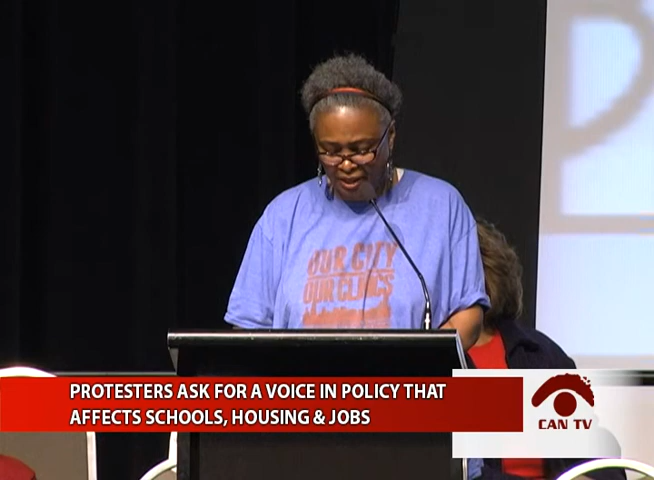 OUR CITY
OUR CLINICS
PROTESTERS ASK FOR A VOICE IN POLICY THAT
AFFECTS SCHOOLS, HOUSING & JOBS
CAN TV